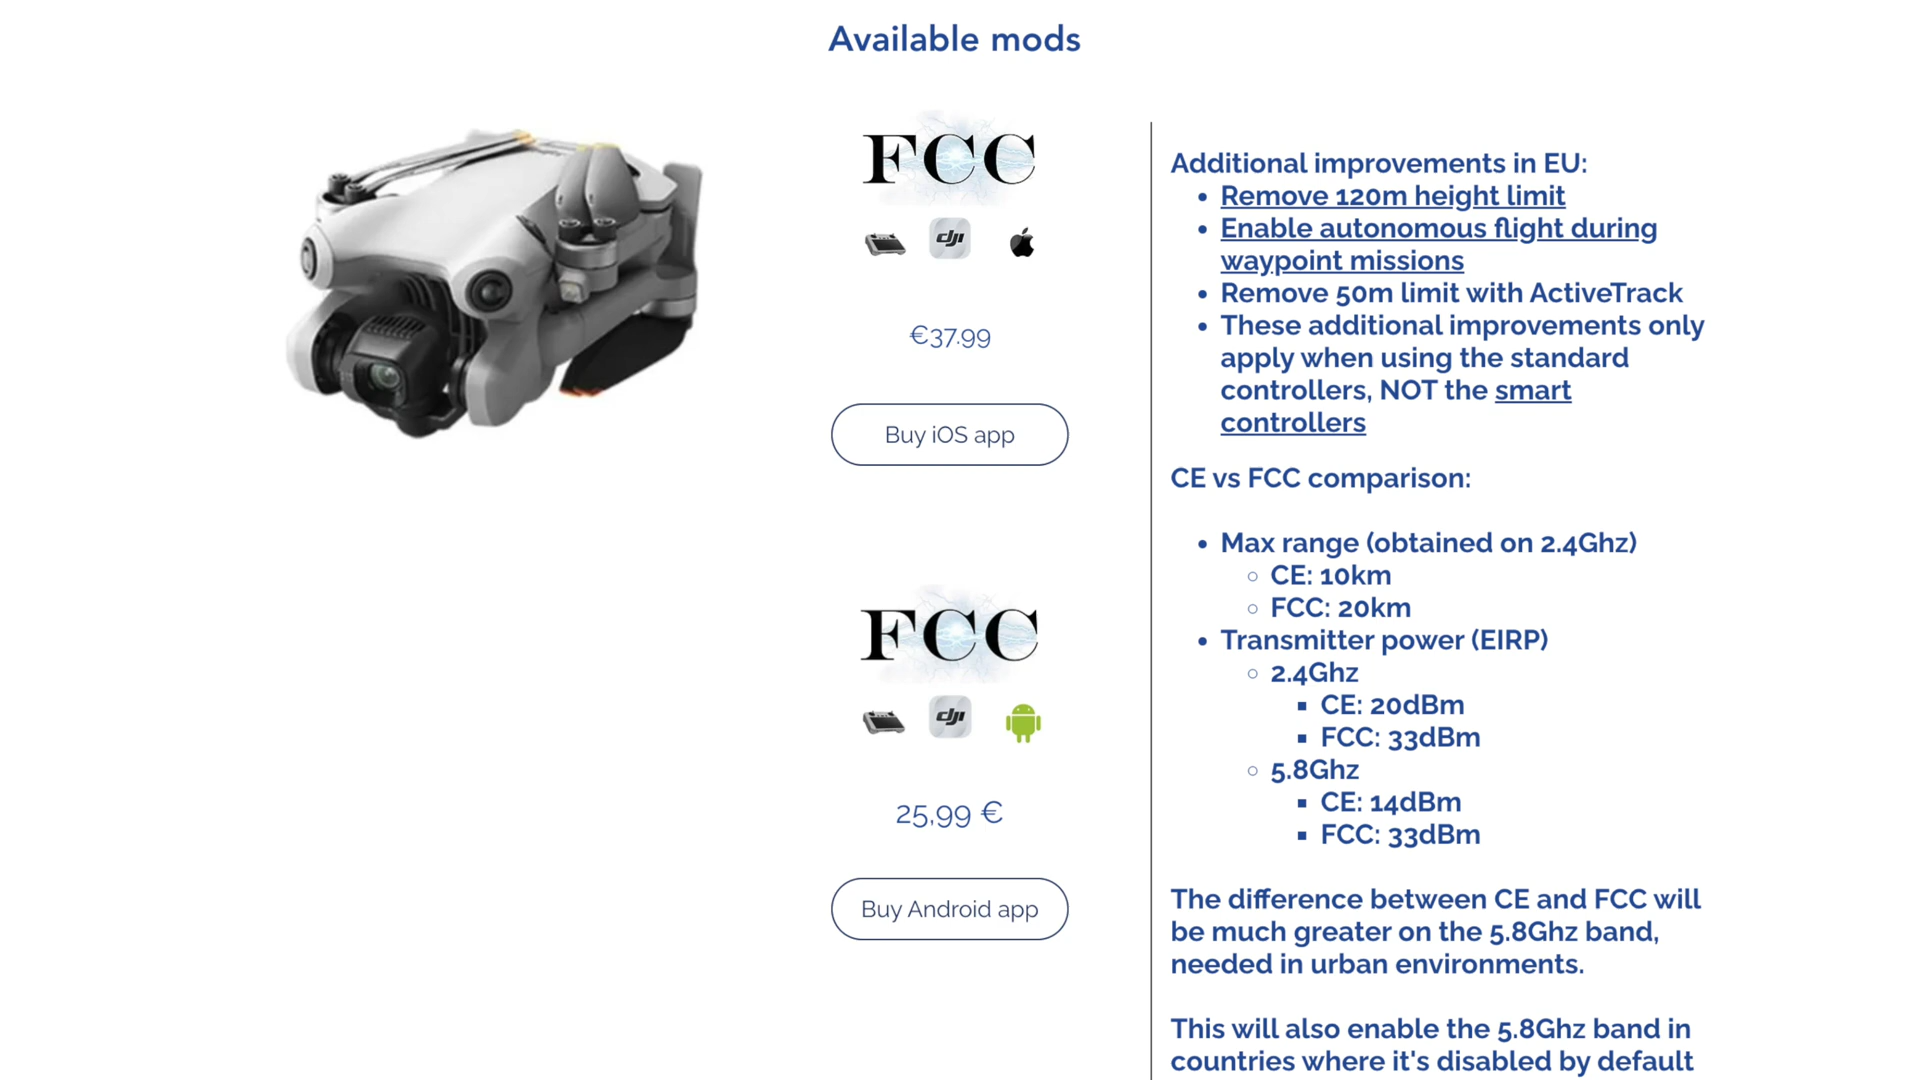 Available mods
FCC
dji
€37.99
Buy iOS app
FCC
dji
25,99 €
Buy Android app
Additional improvements in EU:
• Remove 120m height limit
• Enable autonomous flight during
waypoint missions
• Remove 50m limit with ActiveTrack
• These additional improvements only
apply when using the standard
controllers, NOT the smart
controllers
CE vs FCC comparison:
• Max range (obtained on 2.4Ghz)
○ CE: 10km
○ FCC: 20km
• Transmitter power (EIRP)
○ 2.4Ghz
▪ CE: 20dBm
▪ FCC: 33dBm
○ 5.8Ghz
▪ CE: 14dBm
▪ FCC: 33dBm
The difference between CE and FCC will
be much greater on the 5.8Ghz band,
needed in urban environments.
This will also enable the 5.8Ghz band in
countries where it's disabled by default